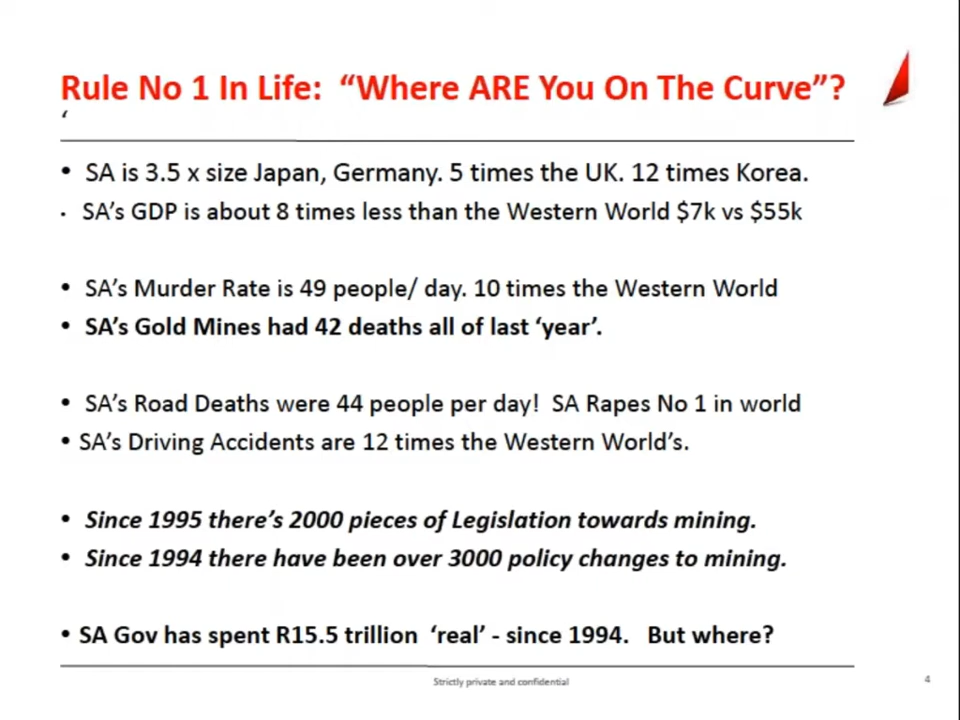 Rule No 1 In Life:  “Where ARE You On The Curve”?
‘
• SA is 3.5 x size Japan, Germany. 5 times the UK. 12 times Korea.
• SA’s GDP is about 8 times less than the Western World $7k vs $55k
• SA’s Murder Rate is 49 people/ day. 10 times the Western World
• SA’s Gold Mines had 42 deaths all of last ‘year’.
• SA’s Road Deaths were 44 people per day!  SA Rapes No 1 in world
• SA’s Driving Accidents are 12 times the Western World’s.
• Since 1995 there’s 2000 pieces of Legislation towards mining.
• Since 1994 there have been over 3000 policy changes to mining.
• SA Gov has spent R15.5 trillion  ‘real’ - since 1994.   But where?
Strictly private and confidential
4